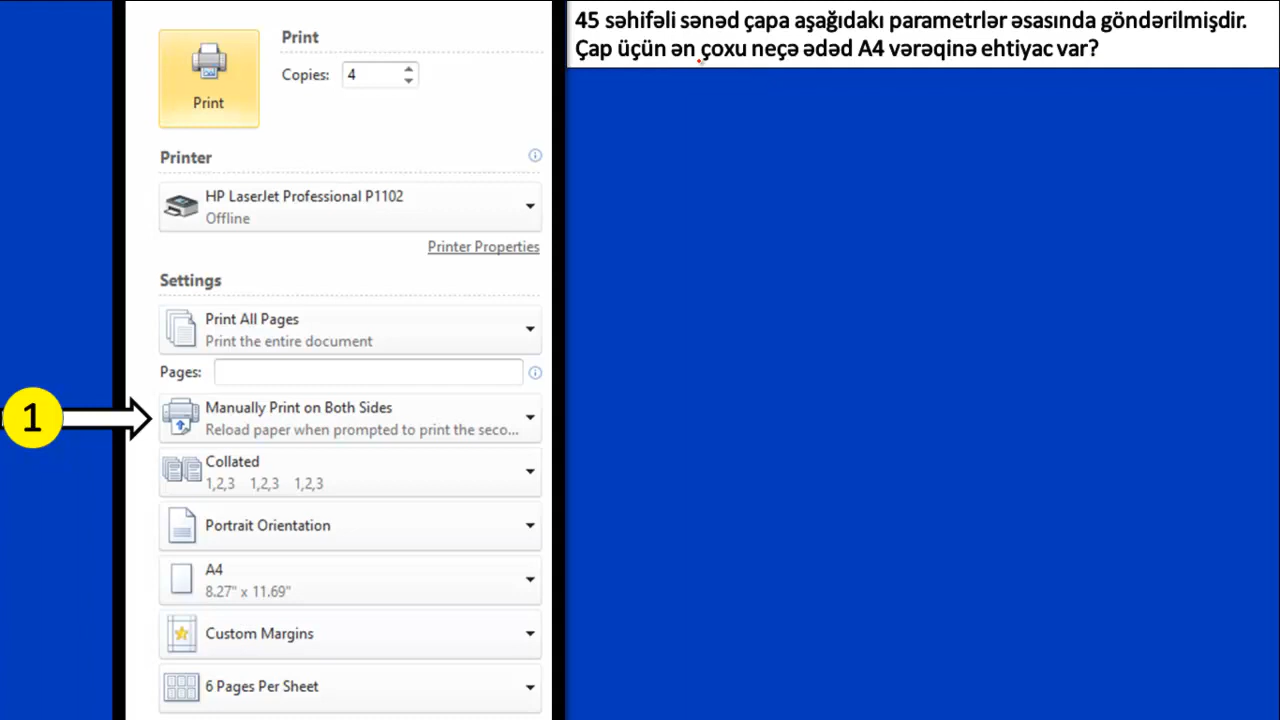 45 səhifəli sənəd çapa aşağıdakı parametrlər əsasında göndərilmişdir.
Çap üçün ən çoxu neçə ədəd A4 vərəqinə ehtiyac var?
Print
Print
Copies: 4
Printer
HP LaserJet Professional P1102
Offline
Printer Properties
Settings
Print All Pages
Print the entire document
Pages:
1
Manually Print on Both Sides
Reload paper when prompted to print the seco...
Collated
1,2,3 1,2,3 1,2,3
Portrait Orientation
A4
8.27" x 11.69"
Custom Margins
6 Pages Per Sheet